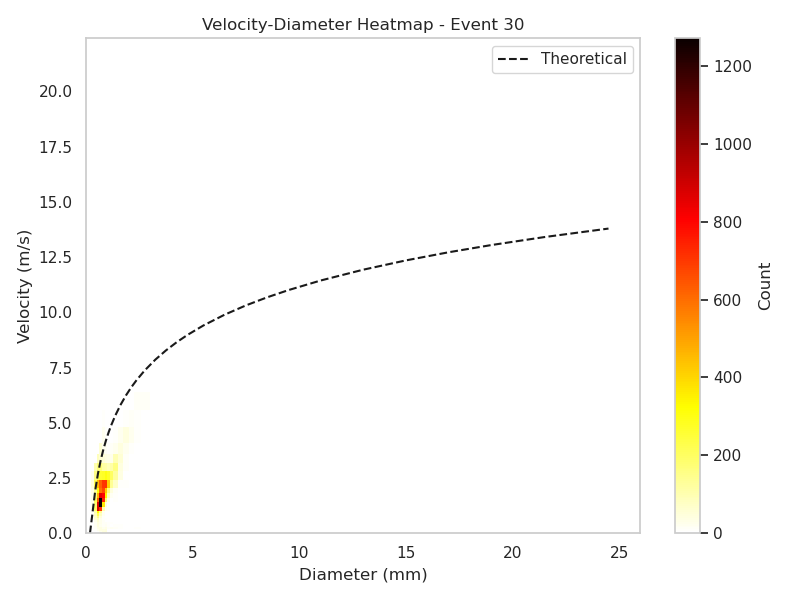 Velocity-Diameter Heatmap - Event 30
Theoretical
Velocity (m/s)
20.0
17.5
15.0
12.5
10.0
7.5
5.0
2.5
0.0
0 5 10 15 20 25
Diameter (mm)
1200
1000
800
600
400
200
0
Count